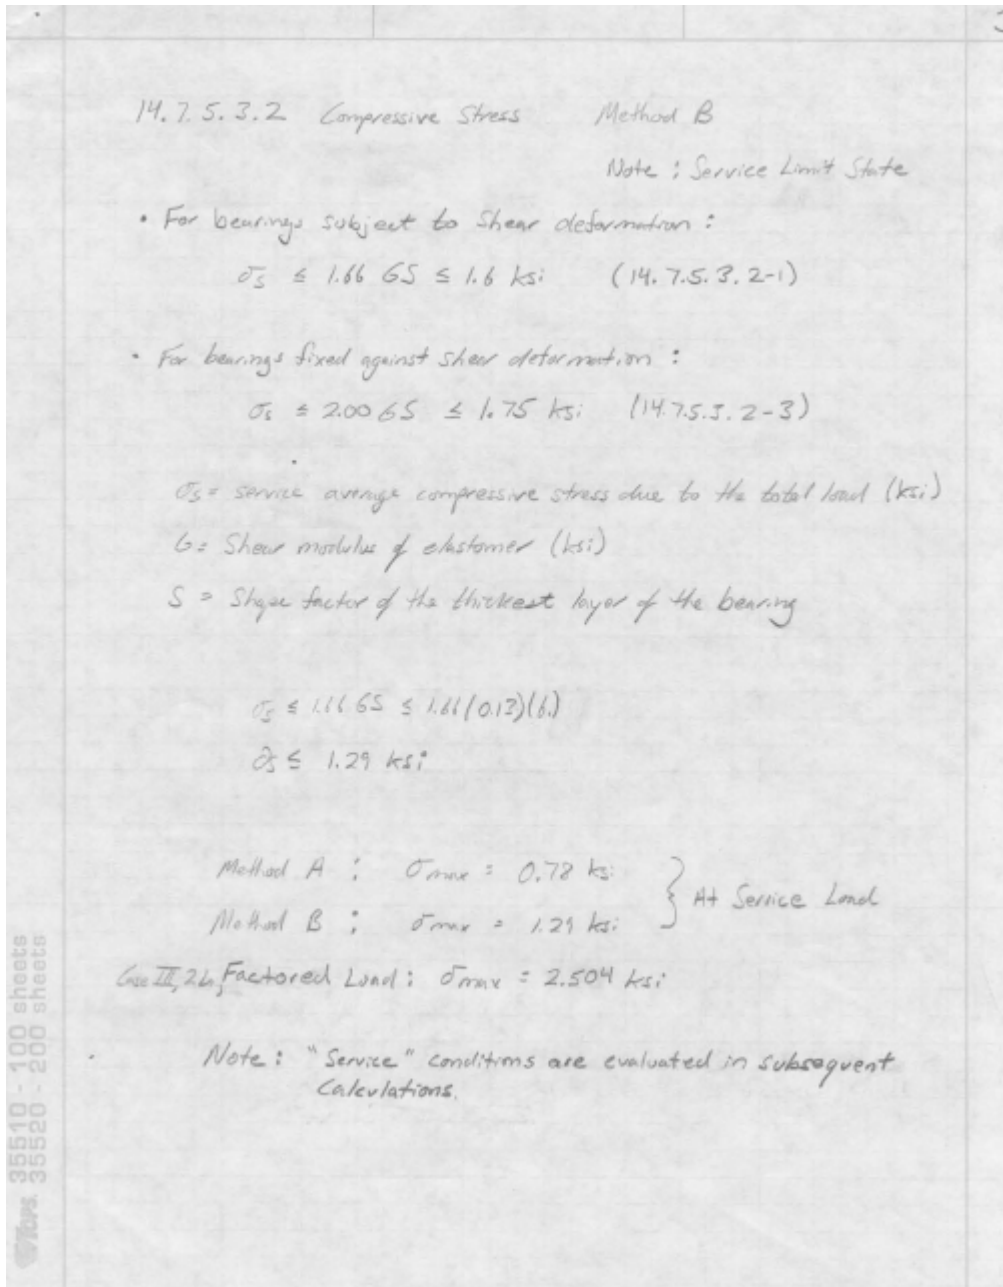 3
14.7.5.3.2 Compressive Stress Method B
Note : Service Limit State
• For bearings subject to shear deformation :
σs ≤ 1.66 GS ≤ 1.6 ksi (14.7.5.3.2-1)
• For bearings fixed against shear deformation :
σs ≤ 2.00 GS ≤ 1.75 ksi (14.7.5.3.2-3)
σs = service average compressive stress due to the total load (ksi)
G = Shear modulus of elastomer (ksi)
S = Shape factor of the thickest layer of the bearing
σs ≤ 1.66 GS ≤ 1.66(0.13)(6.)
σs ≤ 1.29 ksi
Method A : σmax = 0.78 ksi
} At Service Load
Method B : σmax = 1.29 ksi
Case III, 2b, Factored Load : σmax = 2.504 ksi
Note : "Service" conditions are evaluated in subsequent
Calculations.
TOPS. 35510 - 100 sheets
35520 - 200 sheets